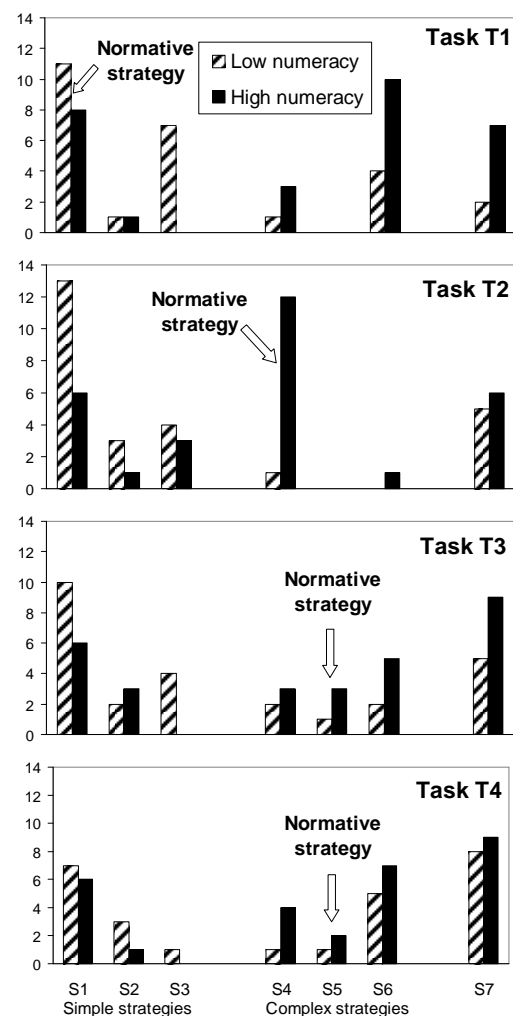 Task T1
Normative
strategy
Low numeracy
High numeracy
14
12
10
8
6
4
2
0
Task T2
Normative
strategy
14
12
10
8
6
4
2
0
Task T3
Normative
strategy
14
12
10
8
6
4
2
0
Task T4
Normative
strategy
14
12
10
8
6
4
2
0
S1 S2 S3 S4 S5 S6 S7
Simple strategies Complex strategies